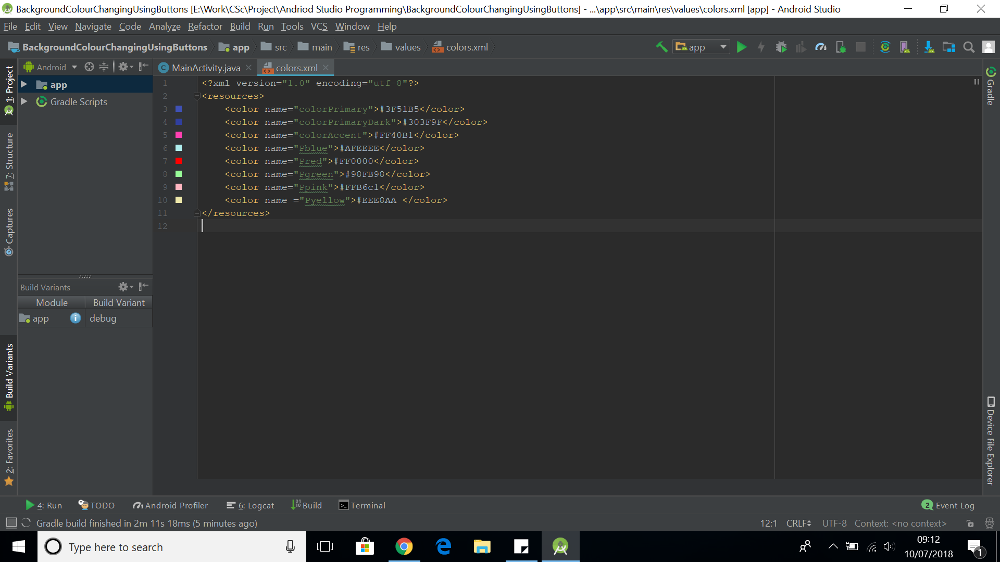 BackgroundColourChangingUsingButtons [E:\Work\CSc\Project\Andriod Studio Programming\BackgroundColourChangingUsingButtons] - ...\app\src\main\res\values\colors.xml [app] - Android Studio
File Edit View Navigate Code Analyze Refactor Build Run Tools VCS Window Help
BackgroundColourChangingUsingButtons app src main res values colors.xml app
1: Project
7: Structure
Captures
Build Variants
2: Favorites
Android
app
Gradle Scripts
Build Variants
Module Build Variant
app debug
MainActivity.java colors.xml
1 <?xml version="1.0" encoding="utf-8"?>
2 <resources>
3 <color name="colorPrimary">#3F51B5</color>
4 <color name="colorPrimaryDark">#303F9F</color>
5 <color name="colorAccent">#FF40B1</color>
6 <color name="Pblue">#AFEEEE</color>
7 <color name="Pred">#FF0000</color>
8 <color name="Pgreen">#98FB98</color>
9 <color name="Ppink">#FFB6c1</color>
10 <color name ="Pyellow">#EEE8AA </color>
11 </resources>
12
Gradle
Device File Explorer
4: Run TODO Android Profiler 6: Logcat Build Terminal 2 Event Log
Gradle build finished in 2m 11s 18ms (5 minutes ago) 12:1 CRLF UTF-8 Context: <no context>
Type here to search
09:12
10/07/2018
1